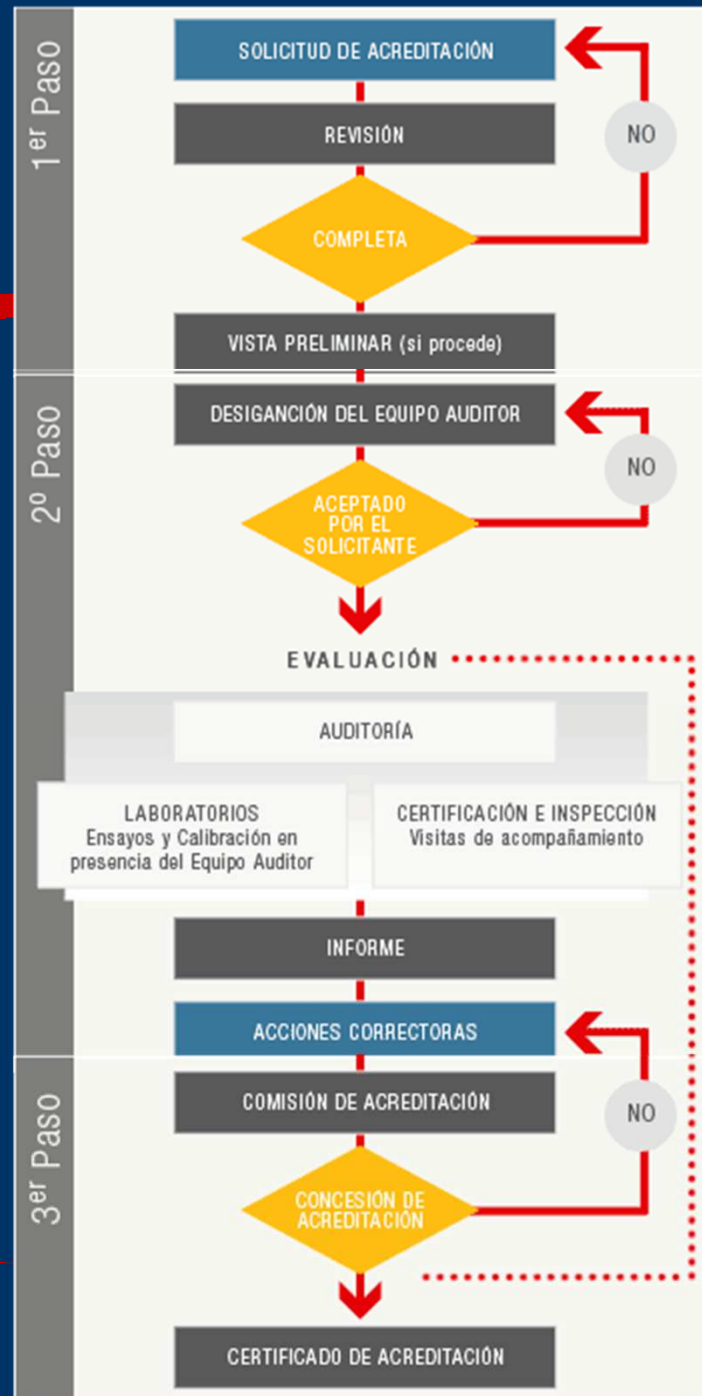 1er Paso
SOLICITUD DE ACREDITACIÓN
REVISIÓN
NO
COMPLETA
VISTA PRELIMINAR (si procede)
2º Paso
DESIGANCIÓN DEL EQUIPO AUDITOR
NO
ACEPTADO
POR EL
SOLICITANTE
EVALUACIÓN
AUDITORÍA
LABORATORIOS
Ensayos y Calibración en
presencia del Equipo Auditor
CERTIFICACIÓN E INSPECCIÓN
Visitas de acompañamiento
INFORME
ACCIONES CORRECTORAS
3er Paso
COMISIÓN DE ACREDITACIÓN
NO
CONCESIÓN DE
ACREDITACIÓN
CERTIFICADO DE ACREDITACIÓN